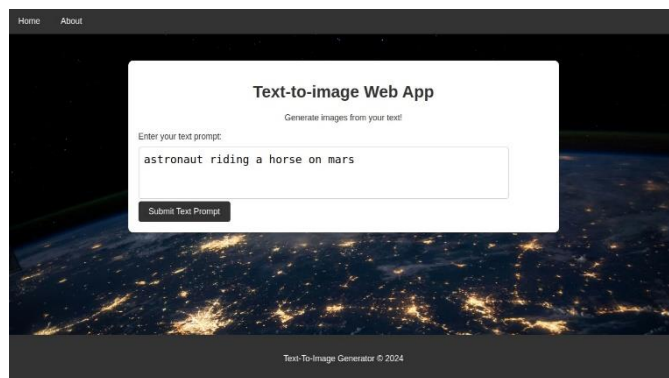 Home About
Text-to-image Web App
Generate images from your text!
Enter your text prompt:
astronaut riding a horse on mars
Submit Text Prompt
Text-To-Image Generator © 2024